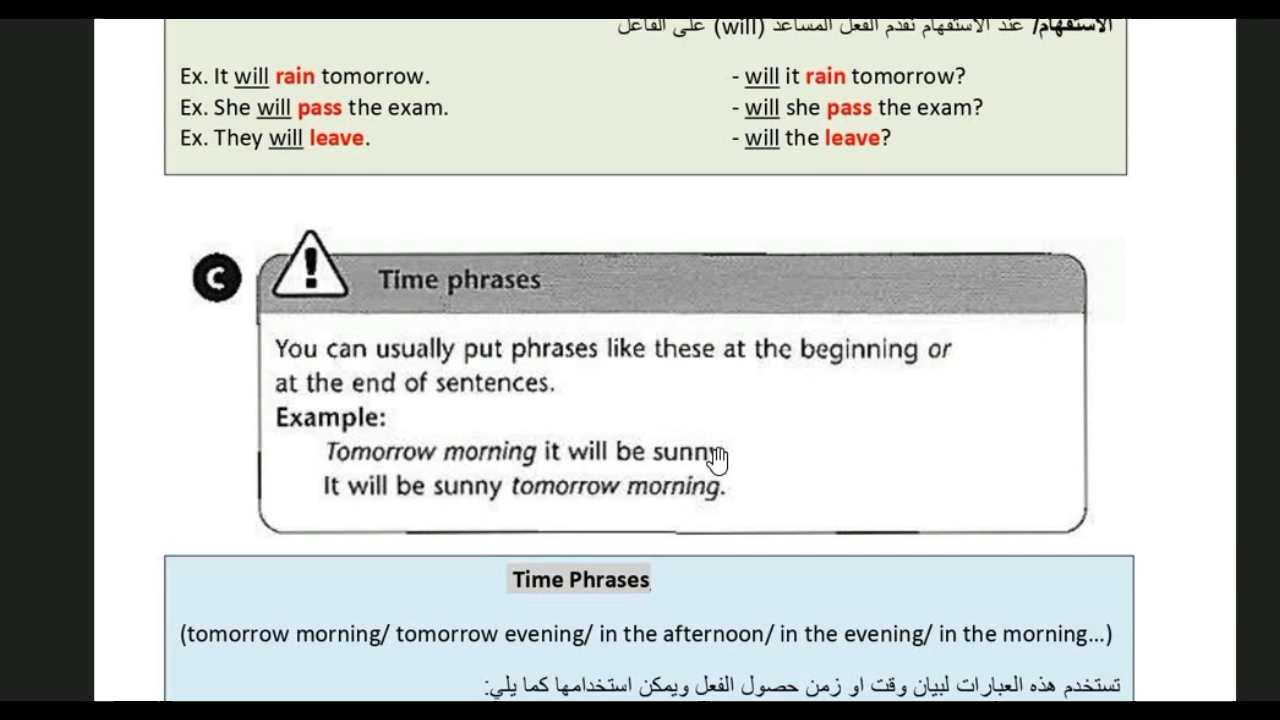 الاستفهام/ عند الاستفهام نقدم الفعل المساعد (will) على الفاعل
Ex. It will rain tomorrow. - will it rain tomorrow?
Ex. She will pass the exam. - will she pass the exam?
Ex. They will leave. - will the leave?
C
! Time phrases
You can usually put phrases like these at the beginning or
at the end of sentences.
Example:
Tomorrow morning it will be sunny
It will be sunny tomorrow morning.
Time Phrases
(tomorrow morning/ tomorrow evening/ in the afternoon/ in the evening/ in the morning...)
تستخدم هذه العبارات لبيان وقت او زمن حصول الفعل ويمكن استخدامها كما يلي: